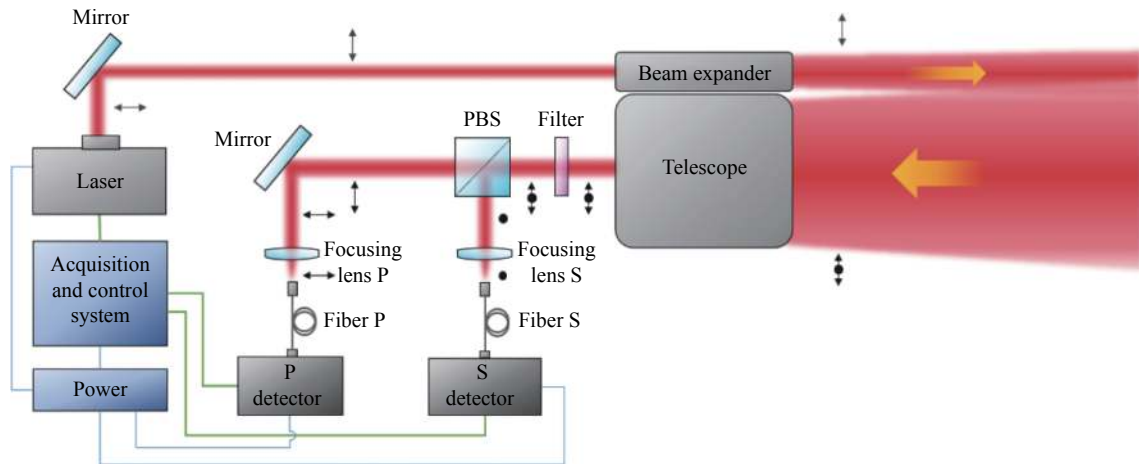 Mirror
Beam expander
PBS
Filter
Mirror
Telescope
Laser
Focusing
lens P
Focusing
lens S
Acquisition
and control
system
Fiber P
Fiber S
Power
P
detector
S
detector